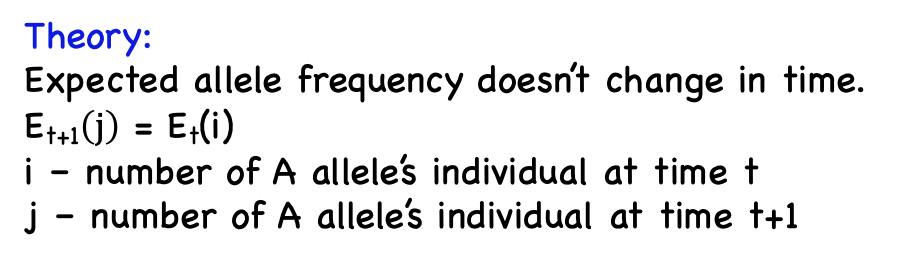 Theory:
Expected allele frequency doesn't change in time.
Eₜ₊₁(j) = Eₜ(i)
i – number of A allele's individual at time t
j – number of A allele's individual at time t+1